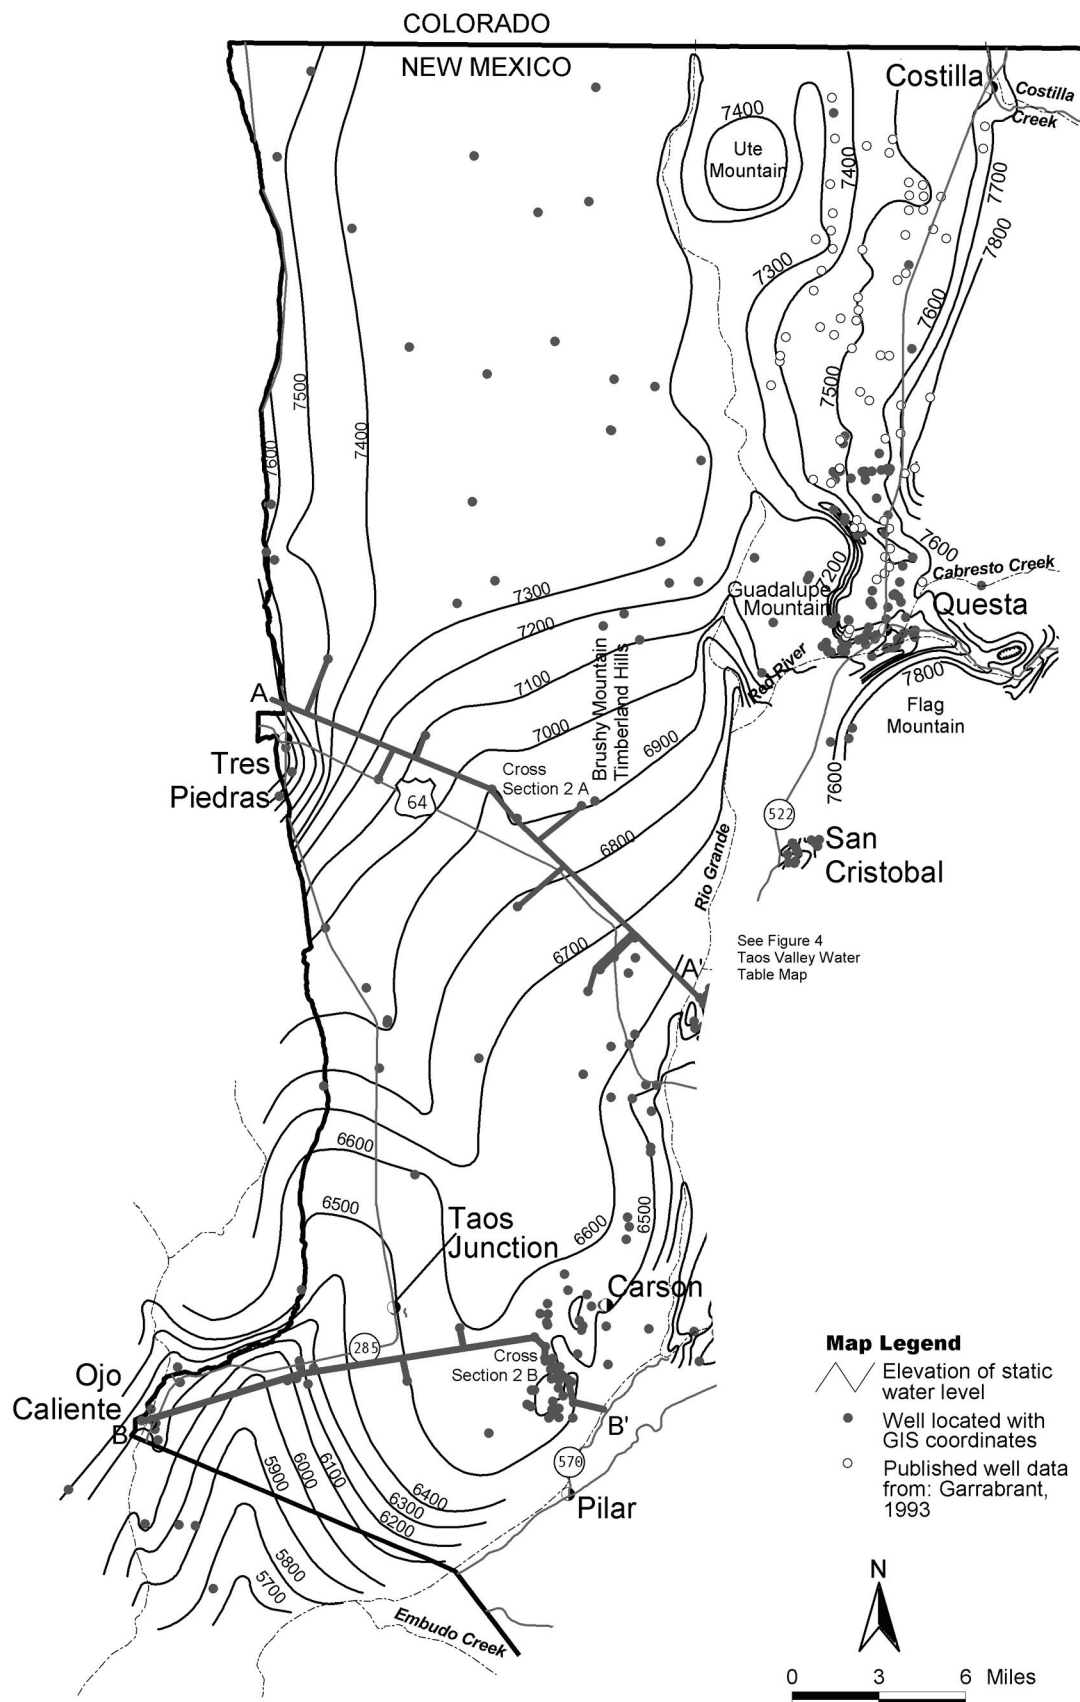 COLORADO
NEW MEXICO
Costilla
Costilla
Creek
7400
Ute
Mountain
7400
7700
7800
7300
7600
7500
7500
7400
7600
7600
7300
7200
Cabresto Creek
7200
Guadalupe
Mountain
Questa
7100
Brushy Mountain
Timberland Hills
Red River
7800
Flag
Mountain
A
7000
6900
Tres
Piedras
Cross
Section 2 A
64
7600
522
6800
San
Cristobal
Rio Grande
6700
See Figure 4
Taos Valley Water
Table Map
A'
6600
6500
Taos
Junction
6600
6500
Carson
285
Cross
Section 2 B
Ojo
Caliente
B
B'
Map Legend
Elevation of static
water level
Well located with
GIS coordinates
Published well data
from: Garrabrant,
1993
5900
6000
6100
6400
6300
6200
570
Pilar
5800
5700
Embudo Creek
N
0 3 6 Miles